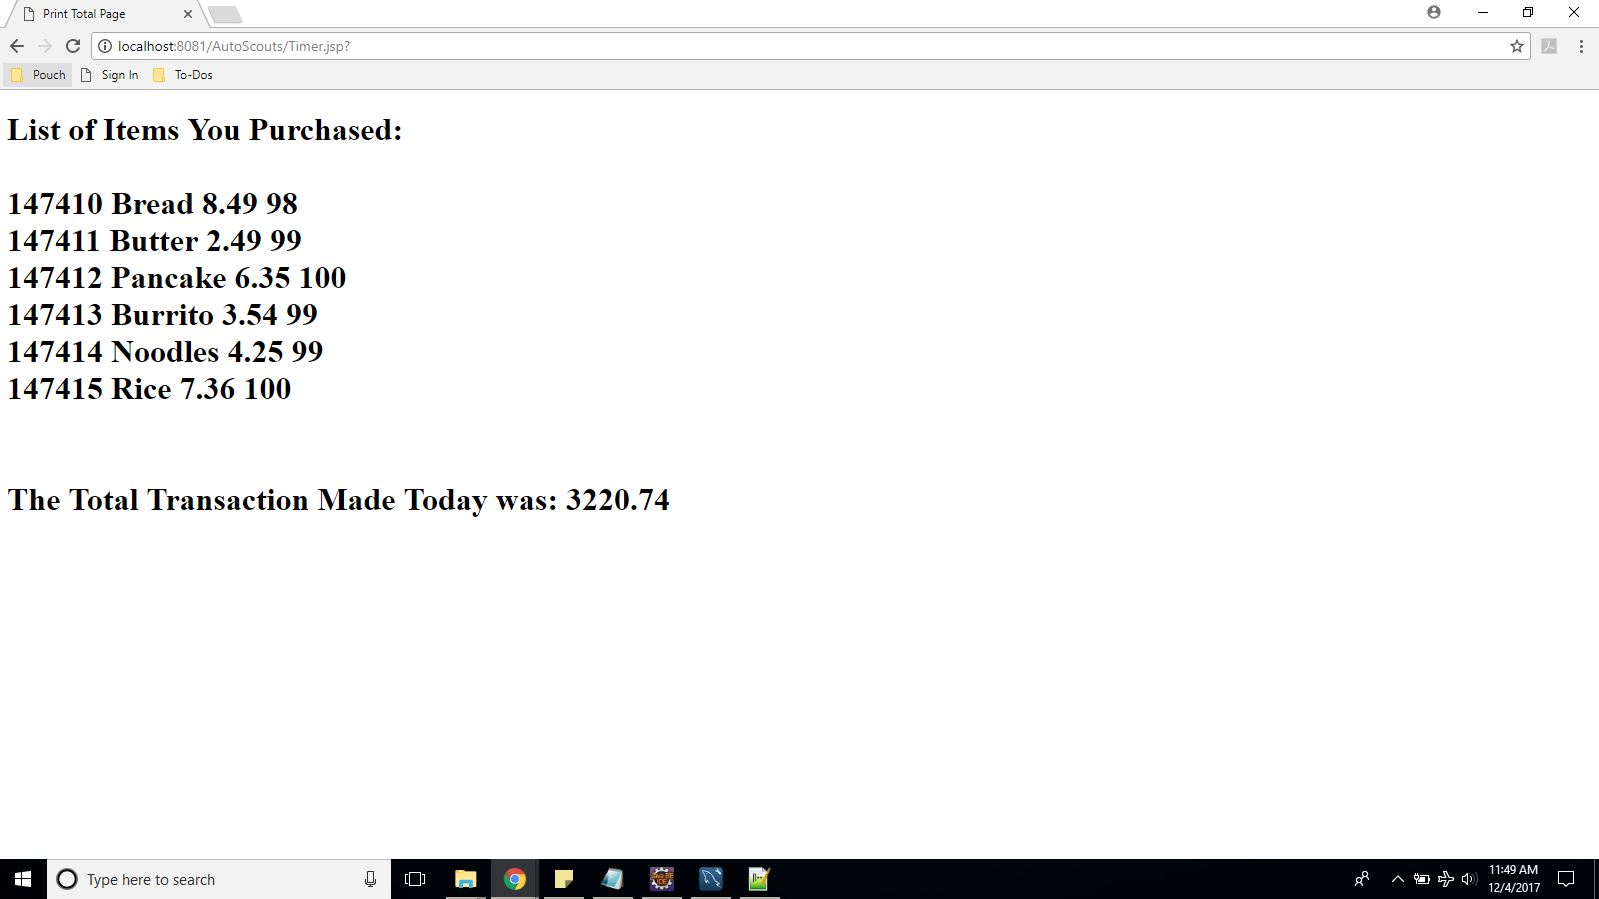 Print Total Page
localhost:8081/AutoScouts/Timer.jsp?
Pouch Sign In To-Dos
List of Items You Purchased:
147410 Bread 8.49 98
147411 Butter 2.49 99
147412 Pancake 6.35 100
147413 Burrito 3.54 99
147414 Noodles 4.25 99
147415 Rice 7.36 100
The Total Transaction Made Today was: 3220.74
Type here to search
11:49 AM
12/4/2017